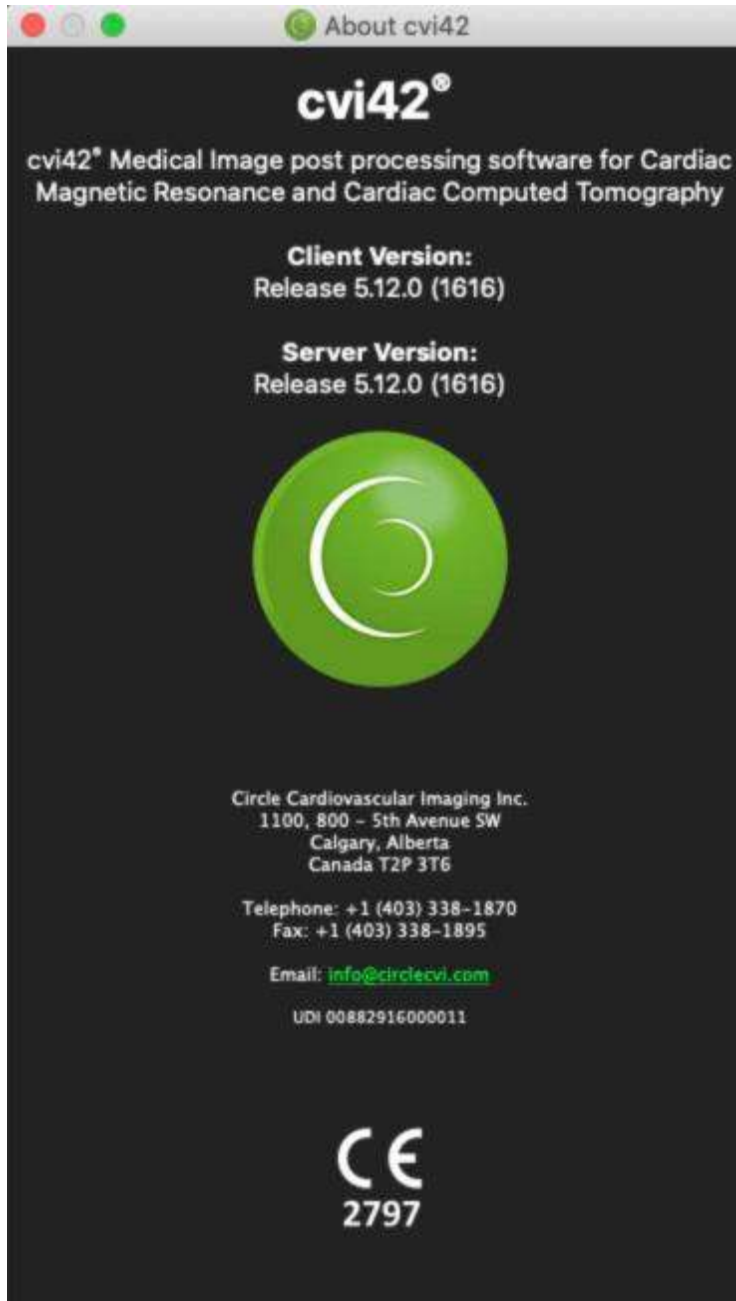 About cvi42
cvi42®
cvi42® Medical Image post processing software for Cardiac
Magnetic Resonance and Cardiac Computed Tomography
Client Version:
Release 5.12.0 (1616)
Server Version:
Release 5.12.0 (1616)
Circle Cardiovascular Imaging Inc.
1100, 800 – 5th Avenue SW
Calgary, Alberta
Canada T2P 3T6
Telephone: +1 (403) 338–1870
Fax: +1 (403) 338–1895
Email: info@circlecvi.com
UDI 00882916000011
CE
2797